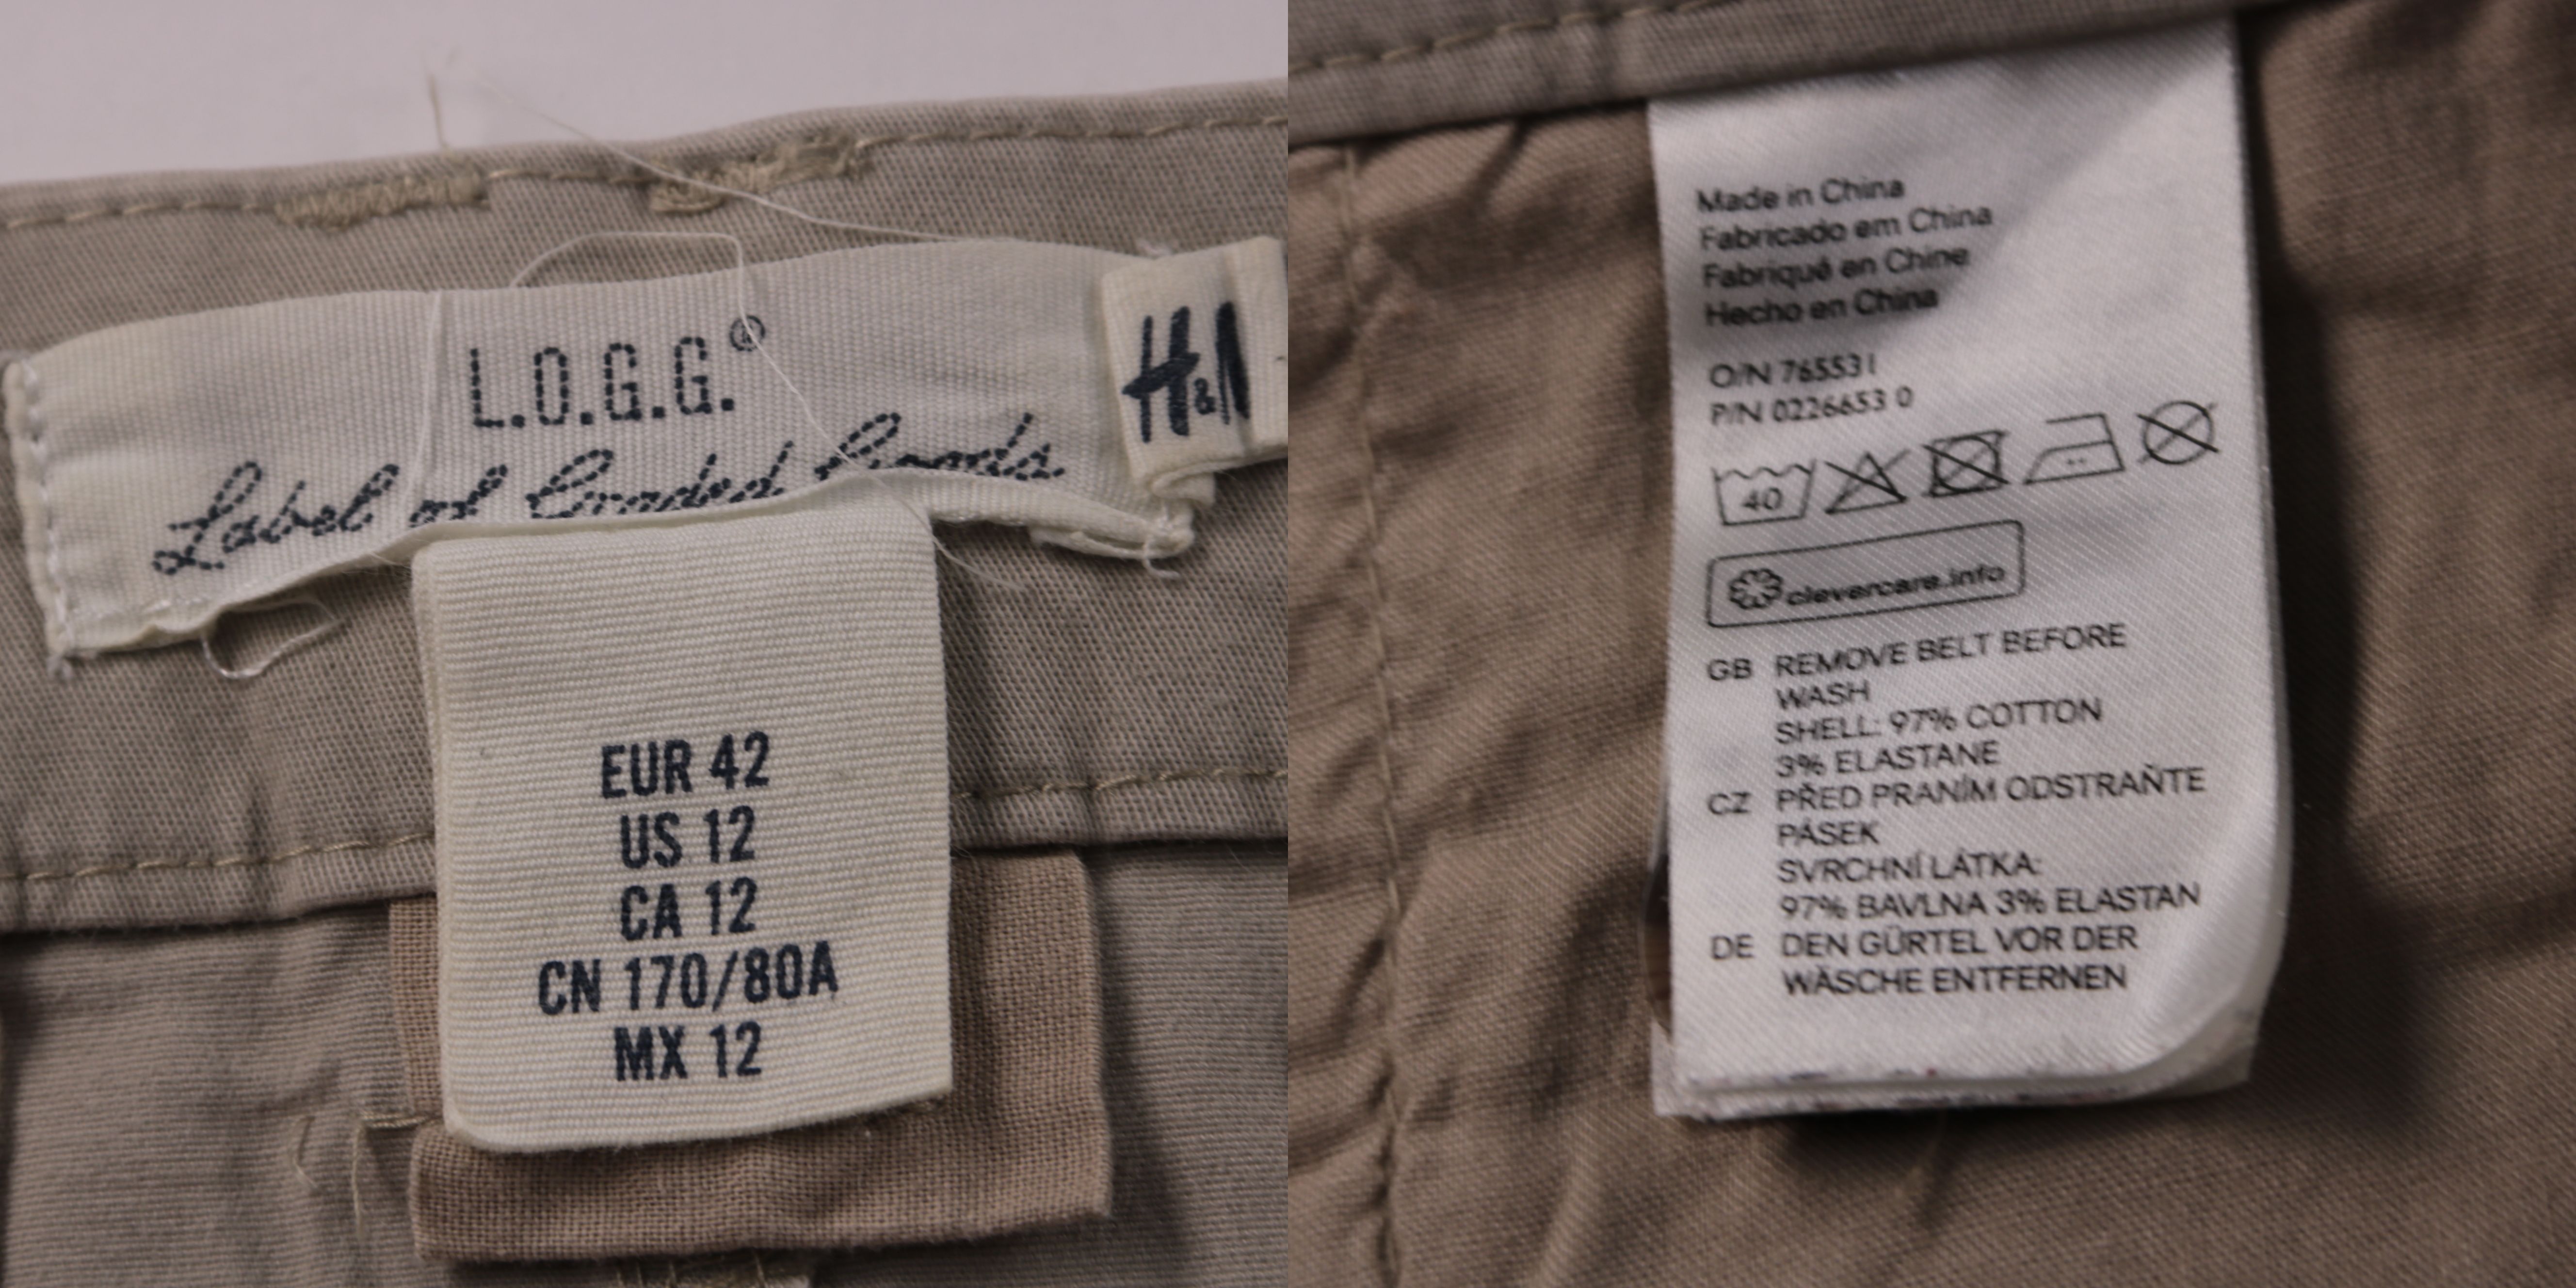 L.O.G.G.®
Label of Graded Goods.
H&M
EUR 42
US 12
CA 12
CN 170/80A
MX 12
Made in China
Fabricado em China
Fabriqué en Chine
Hecho en China
O/N 765531
P/N 0226653 0
40
clevercare.info
GB REMOVE BELT BEFORE
WASH
SHELL: 97% COTTON
3% ELASTANE
CZ PŘED PRANÍM ODSTRAŇTE
PÁSEK
SVRCHNÍ LÁTKA:
97% BAVLNA 3% ELASTAN
DE DEN GÜRTEL VOR DER
WÄSCHE ENTFERNEN